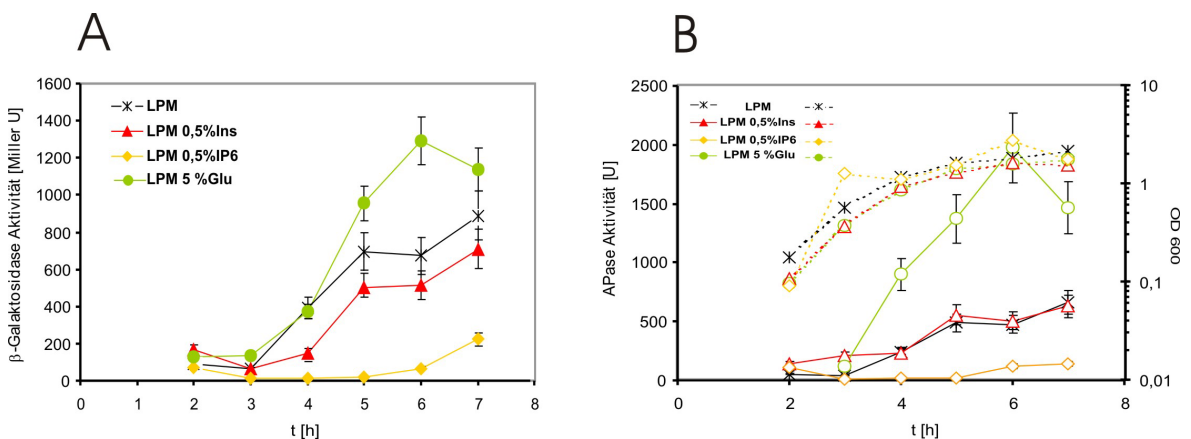 A
β-Galaktosidase Aktivität [Miller U]
1600
1400
1200
1000
800
600
400
200
0
LPM
LPM 0,5%Ins
LPM 0,5%IP6
LPM 5 %Glu
0 1 2 3 4 5 6 7 8
t [h]
B
APase Aktivität [U]
2500
2000
1500
1000
500
0
LPM
LPM 0,5%Ins
LPM 0,5%IP6
LPM 5 %Glu
10
1
0,1
0,01
OD 600
0 2 4 6 8
t [h]